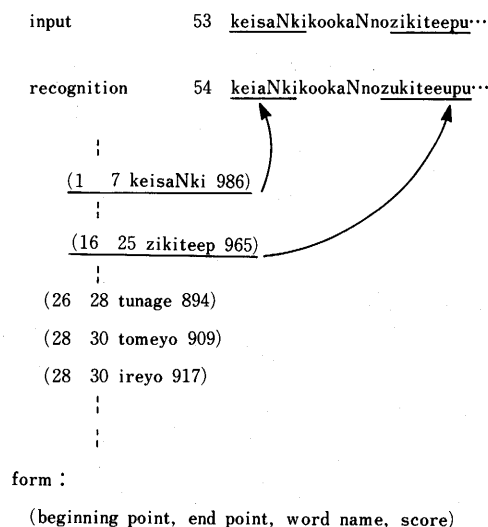 input 53 keisaNkikookaNnozikiteepu…
recognition 54 keiaNkikookaNnozukiteeupu…
(1 7 keisaNki 986)
(16 25 zikiteep 965)
(26 28 tunage 894)
(28 30 tomeyo 909)
(28 30 ireyo 917)
form :
(beginning point, end point, word name, score)